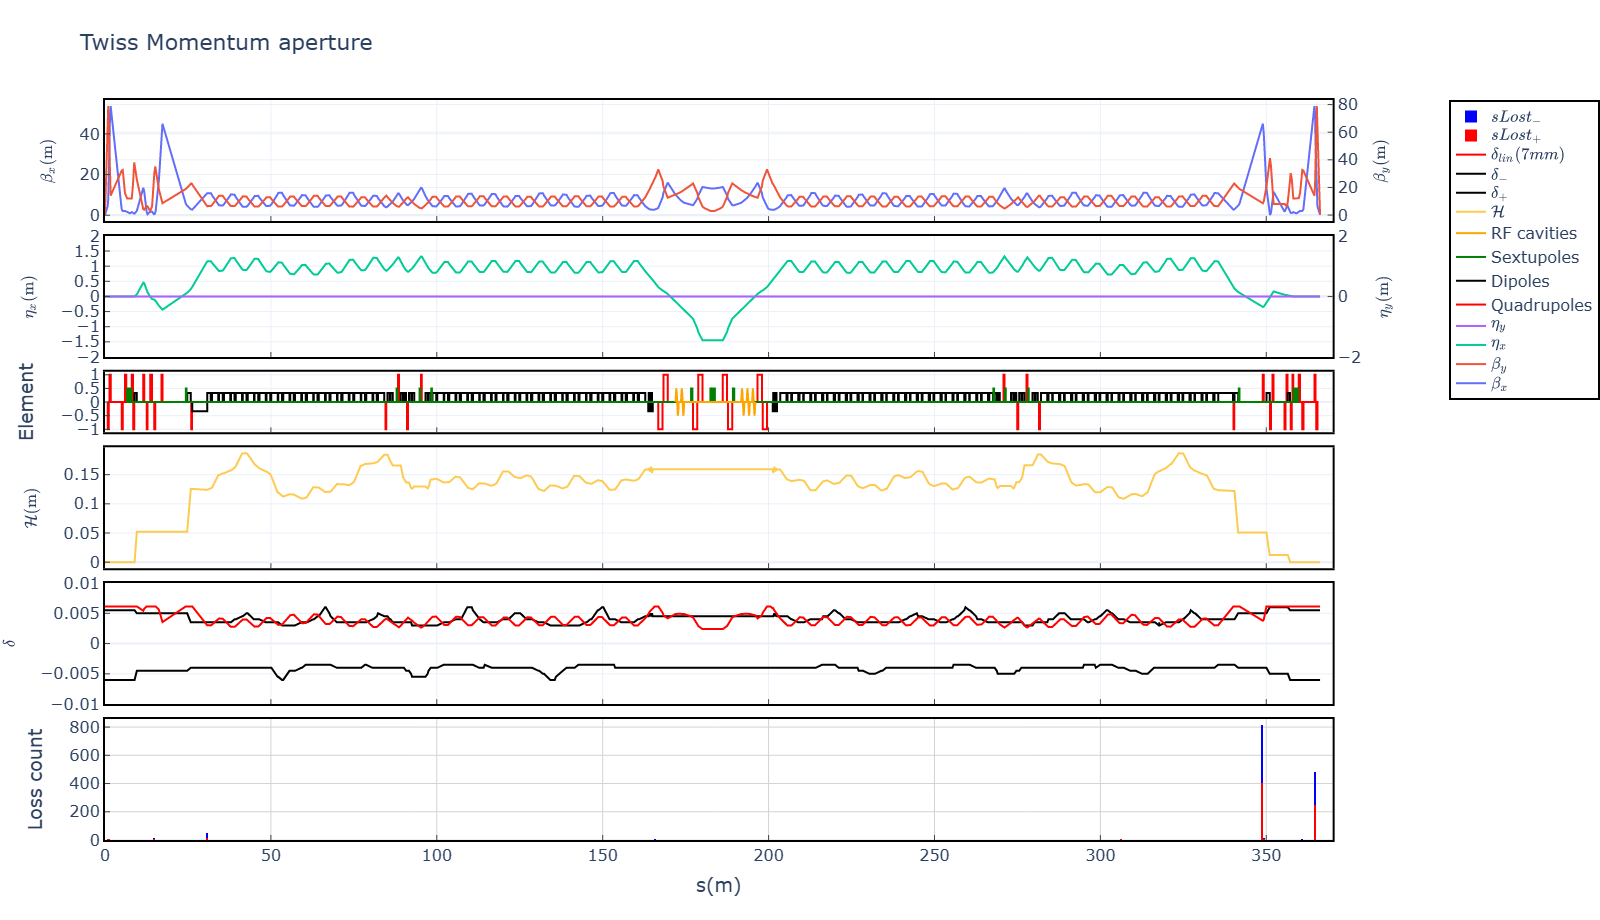 Twiss Momentum aperture
βx(m)
40
20
0
80
60
40
20
0
βy(m)
ηx(m)
2
1.5
1
0.5
0
−0.5
−1
−1.5
−2
2
0
−2
ηy(m)
Element
1
0.5
0
−0.5
−1
ℋ(m)
0.15
0.1
0.05
0
δ
0.01
0.005
0
−0.005
−0.01
Loss count
800
600
400
200
0
0 50 100 150 200 250 300 350
s(m)
sLost−
sLost+
δlin(7mm)
δ−
δ+
ℋ
RF cavities
Sextupoles
Dipoles
Quadrupoles
ηy
ηx
βy
βx